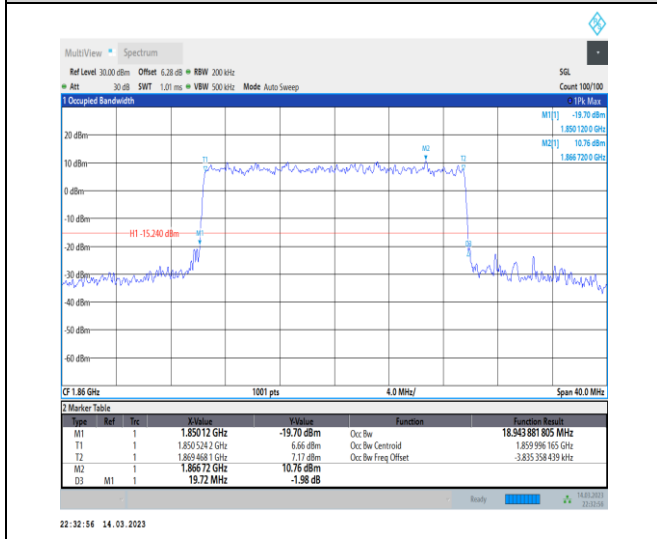 MultiView Spectrum
Ref Level 30.00 dBm Offset 6.28 dB RBW 200 kHz SGL
Att 30 dB SWT 1.01 ms VBW 500 kHz Mode Auto Sweep Count 100/100
1 Occupied Bandwidth 1Pk Max
M1[1] -19.70 dBm
1.850 120 0 GHz
M2[1] 10.76 dBm
1.866 720 0 GHz
20 dBm
M2
T1 T2
10 dBm
0 dBm
-10 dBm
H1 -15.240 dBm M1
-20 dBm
D3
-30 dBm
-40 dBm
-50 dBm
-60 dBm
CF 1.86 GHz 1001 pts 4.0 MHz/ Span 40.0 MHz
2 Marker Table
Type Ref Trc X-Value Y-Value Function Function Result
M1 1 1.85012 GHz -19.70 dBm Occ Bw 18.943 881 805 MHz
T1 1 1.850 524 2 GHz 6.66 dBm Occ Bw Centroid 1.859 996 165 GHz
T2 1 1.869 468 1 GHz 7.17 dBm Occ Bw Freq Offset -3.835 358 439 kHz
M2 1 1.866 72 GHz 10.76 dBm
D3 M1 1 19.72 MHz -1.98 dB
Ready 14.03.2023
22:32:56
22:32:56 14.03.2023